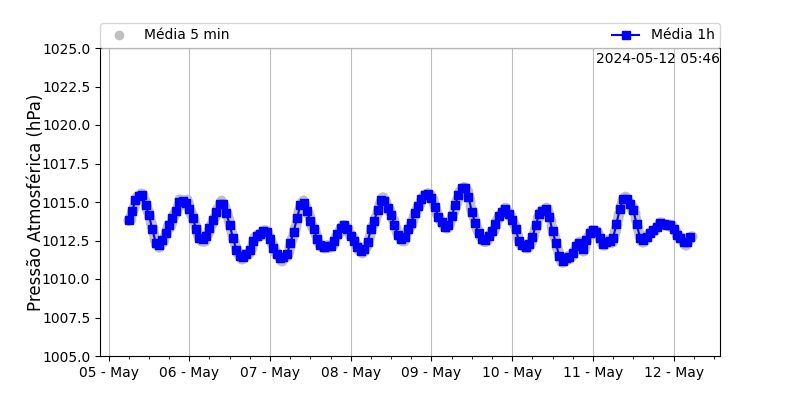 Média 5 min
Média 1h
2024-05-12 05:46
Pressão Atmosférica (hPa)
1025.0
1022.5
1020.0
1017.5
1015.0
1012.5
1010.0
1007.5
1005.0
05 - May
06 - May
07 - May
08 - May
09 - May
10 - May
11 - May
12 - May